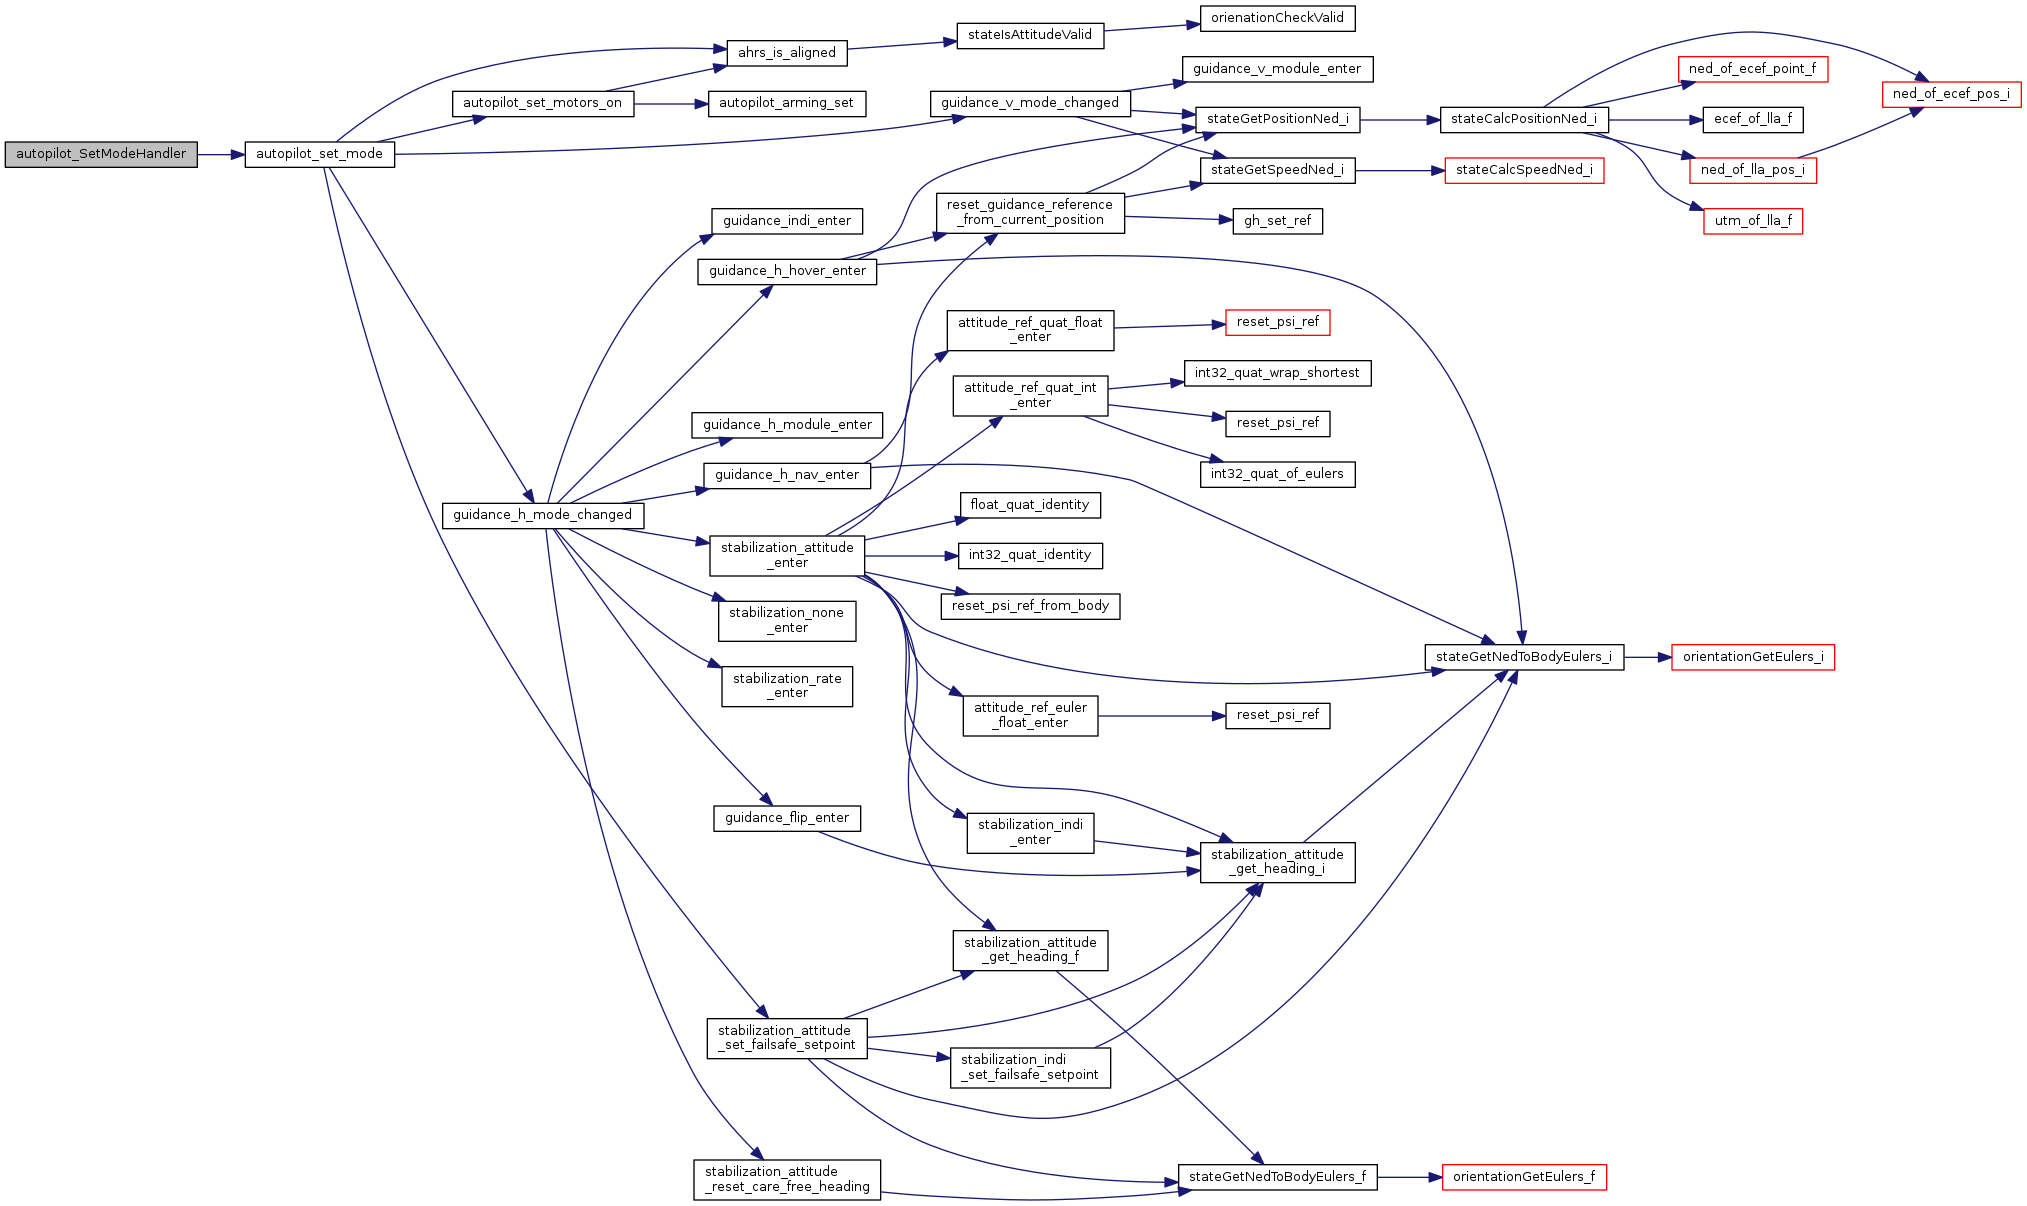 orienationCheckValid
stateIsAttitudeValid
ahrs_is_aligned
guidance_v_module_enter
ned_of_ecef_point_f
ned_of_ecef_pos_i
autopilot_set_motors_on
autopilot_arming_set
guidance_v_mode_changed
stateGetPositionNed_i
stateCalcPositionNed_i
ecef_of_lla_f
autopilot_SetModeHandler
autopilot_set_mode
stateGetSpeedNed_i
stateCalcSpeedNed_i
ned_of_lla_pos_i
reset_guidance_reference
_from_current_position
guidance_indi_enter
gh_set_ref
utm_of_lla_f
guidance_h_hover_enter
attitude_ref_quat_float
_enter
reset_psi_ref
attitude_ref_quat_int
_enter
int32_quat_wrap_shortest
guidance_h_module_enter
reset_psi_ref
guidance_h_nav_enter
int32_quat_of_eulers
guidance_h_mode_changed
float_quat_identity
stabilization_attitude
_enter
int32_quat_identity
stabilization_none
_enter
reset_psi_ref_from_body
stateGetNedToBodyEulers_i
orientationGetEulers_i
stabilization_rate
_enter
attitude_ref_euler
_float_enter
reset_psi_ref
guidance_flip_enter
stabilization_indi
_enter
stabilization_attitude
_get_heading_i
stabilization_attitude
_get_heading_f
stabilization_attitude
_set_failsafe_setpoint
stabilization_indi
_set_failsafe_setpoint
stabilization_attitude
_reset_care_free_heading
stateGetNedToBodyEulers_f
orientationGetEulers_f